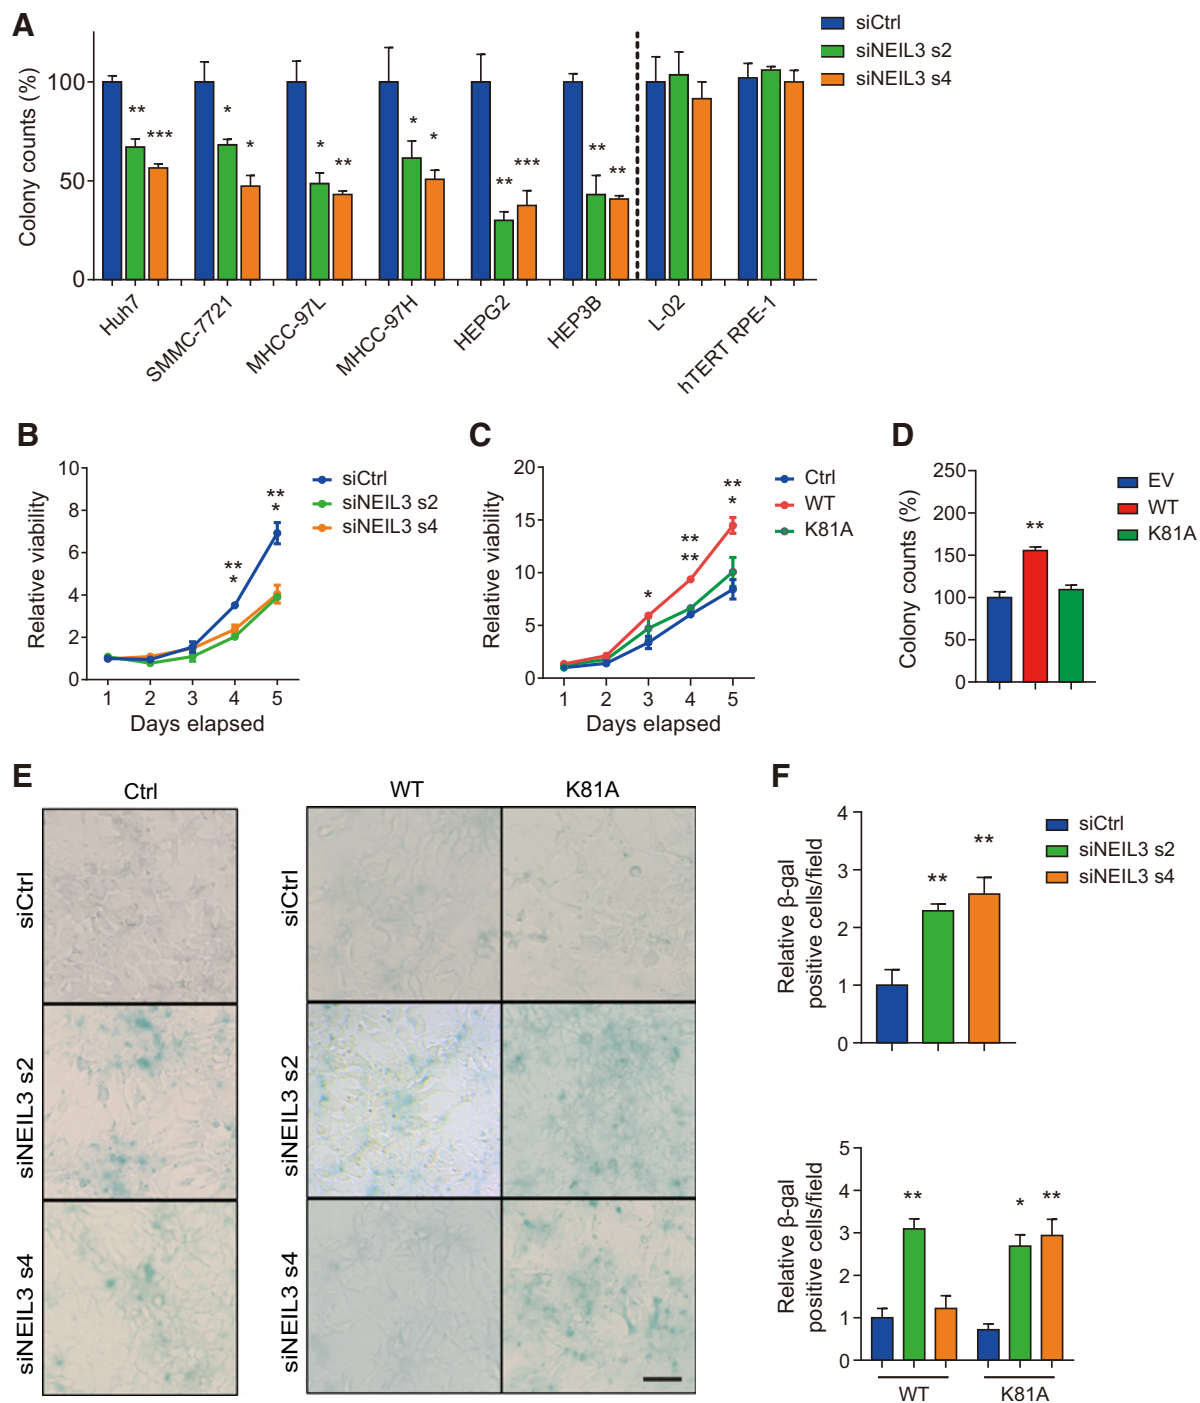 A
siCtrl
siNEIL3 s2
siNEIL3 s4
Colony counts (%)
100
50
0
** *** * * * ** * * ** *** ** **
Huh7 SMMC-7721 MHCC-97L MHCC-97H HEPG2 HEP3B L-02 hTERT RPE-1
B
Relative viability
10
8
6
4
2
0
**
*
**
*
siCtrl
siNEIL3 s2
siNEIL3 s4
1 2 3 4 5
Days elapsed
C
Relative viability
20
15
10
5
0
*
**
**
**
*
Ctrl
WT
K81A
1 2 3 4 5
Days elapsed
D
Colony counts (%)
250
200
150
100
50
0
**
EV
WT
K81A
E
Ctrl WT K81A
siCtrl siCtrl
siNEIL3 s2 siNEIL3 s2
siNEIL3 s4 siNEIL3 s4
F
Relative β-gal
positive cells/field
4
3
2
1
0
** **
siCtrl
siNEIL3 s2
siNEIL3 s4
Relative β-gal
positive cells/field
5
4
3
2
1
0
** * **
WT K81A